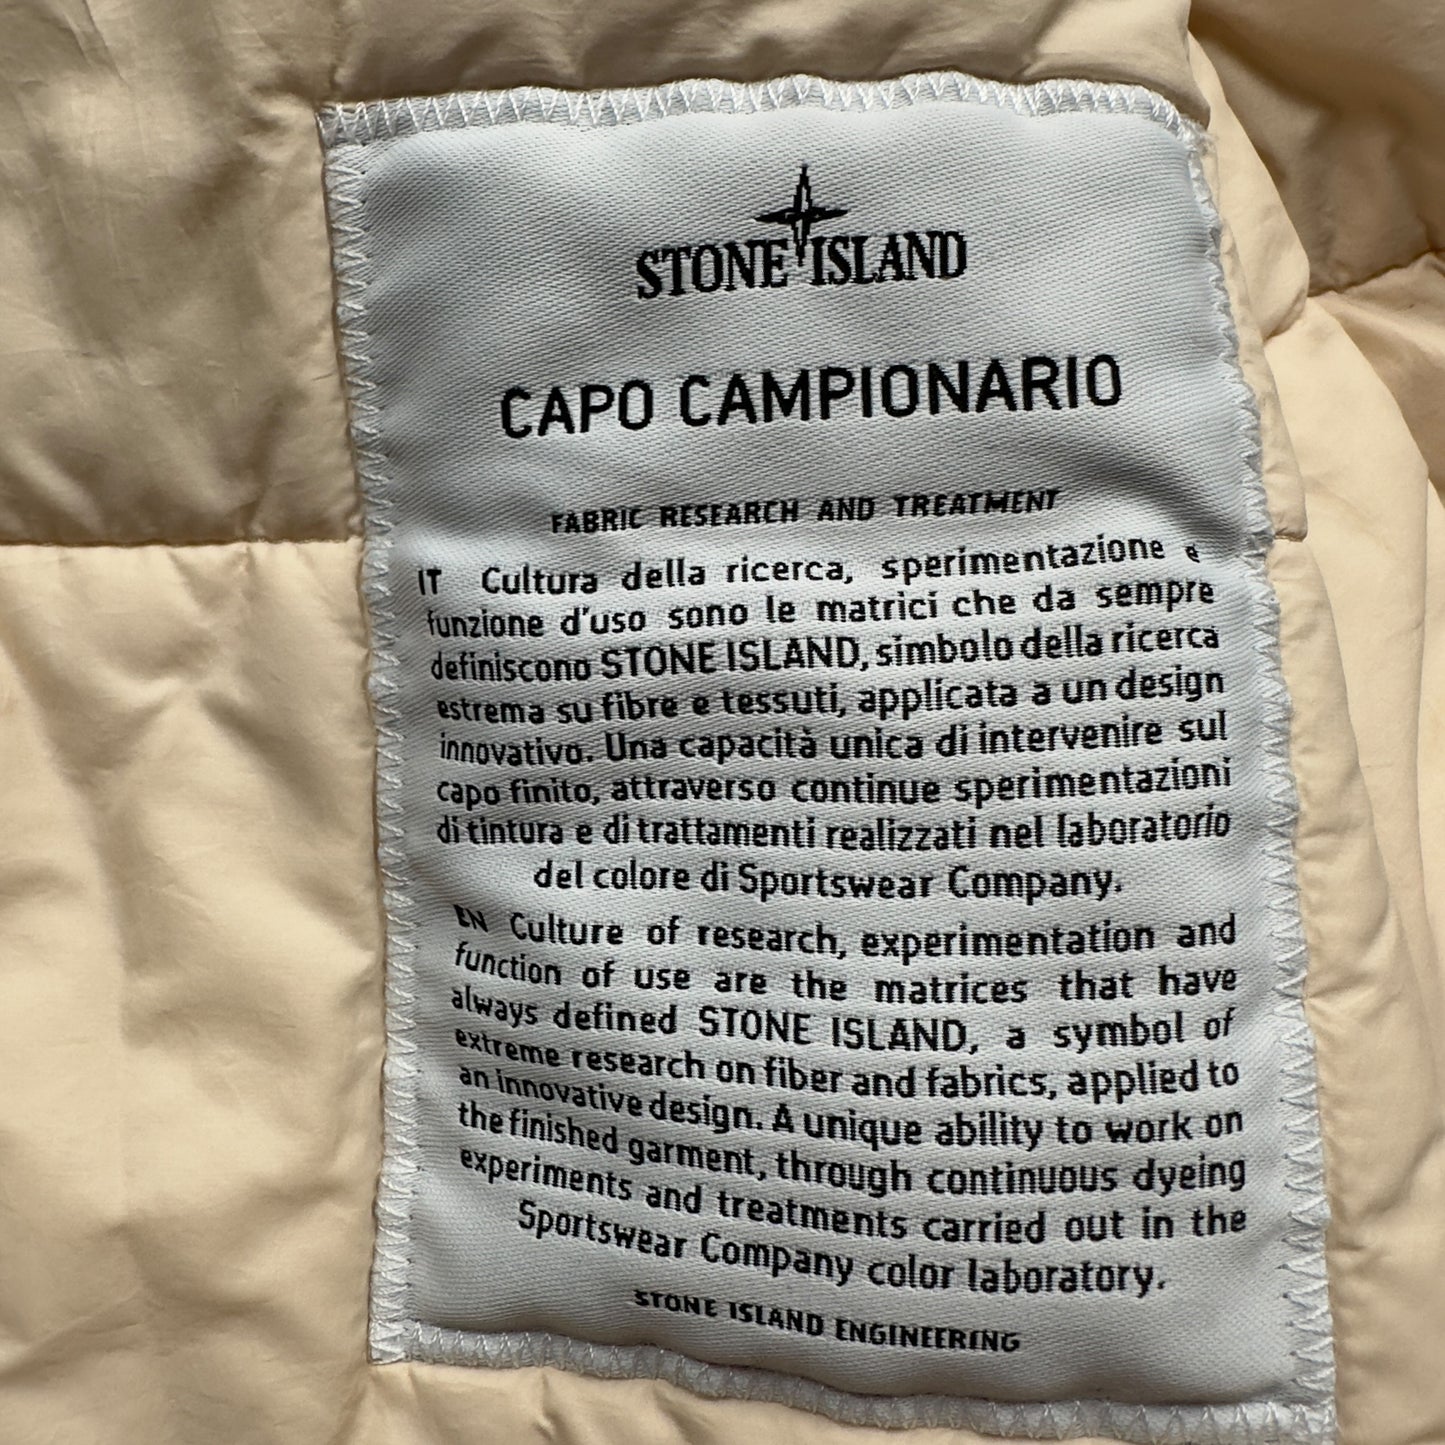 STONE ISLAND
CAPO CAMPIONARIO
FABRIC RESEARCH AND TREATMENT
IT Cultura della ricerca, sperimentazione e
funzione d'uso sono le matrici che da sempre
definiscono STONE ISLAND, simbolo della ricerca
estrema su fibre e tessuti, applicata a un design
innovativo. Una capacità unica di intervenire sul
capo finito, attraverso continue sperimentazioni
di tintura e di trattamenti realizzati nel laboratorio
del colore di Sportswear Company.
EN Culture of research, experimentation and
function of use are the matrices that have
always defined STONE ISLAND, a symbol of
extreme research on fiber and fabrics, applied to
an innovative design. A unique ability to work on
the finished garment, through continuous dyeing
experiments and treatments carried out in the
Sportswear Company color laboratory.
STONE ISLAND ENGINEERING